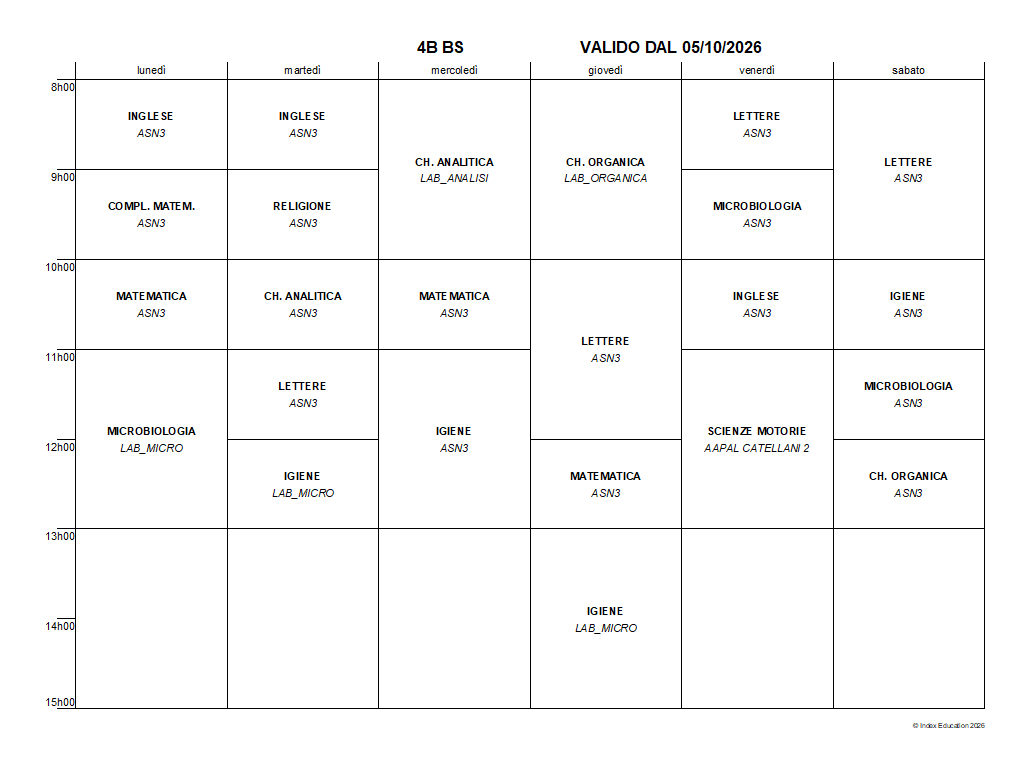 4B BS VALIDO DAL 05/10/2026
lunedì martedì mercoledì giovedì venerdì sabato
8h00
INGLESE INGLESE LETTERE
ASN3 ASN3 ASN3
CH. ANALITICA CH. ORGANICA LETTERE
LAB_ANALISI LAB_ORGANICA ASN3
9h00
COMPL. MATEM. RELIGIONE MICROBIOLOGIA
ASN3 ASN3 ASN3
10h00
MATEMATICA CH. ANALITICA MATEMATICA INGLESE IGIENE
ASN3 ASN3 ASN3 ASN3 ASN3
LETTERE
ASN3
11h00
LETTERE MICROBIOLOGIA
ASN3 ASN3
MICROBIOLOGIA IGIENE SCIENZE MOTORIE
LAB_MICRO ASN3 AAPAL CATELLANI 2
12h00
IGIENE MATEMATICA CH. ORGANICA
LAB_MICRO ASN3 ASN3
13h00
IGIENE
LAB_MICRO
14h00
15h00
© Index Education 2026